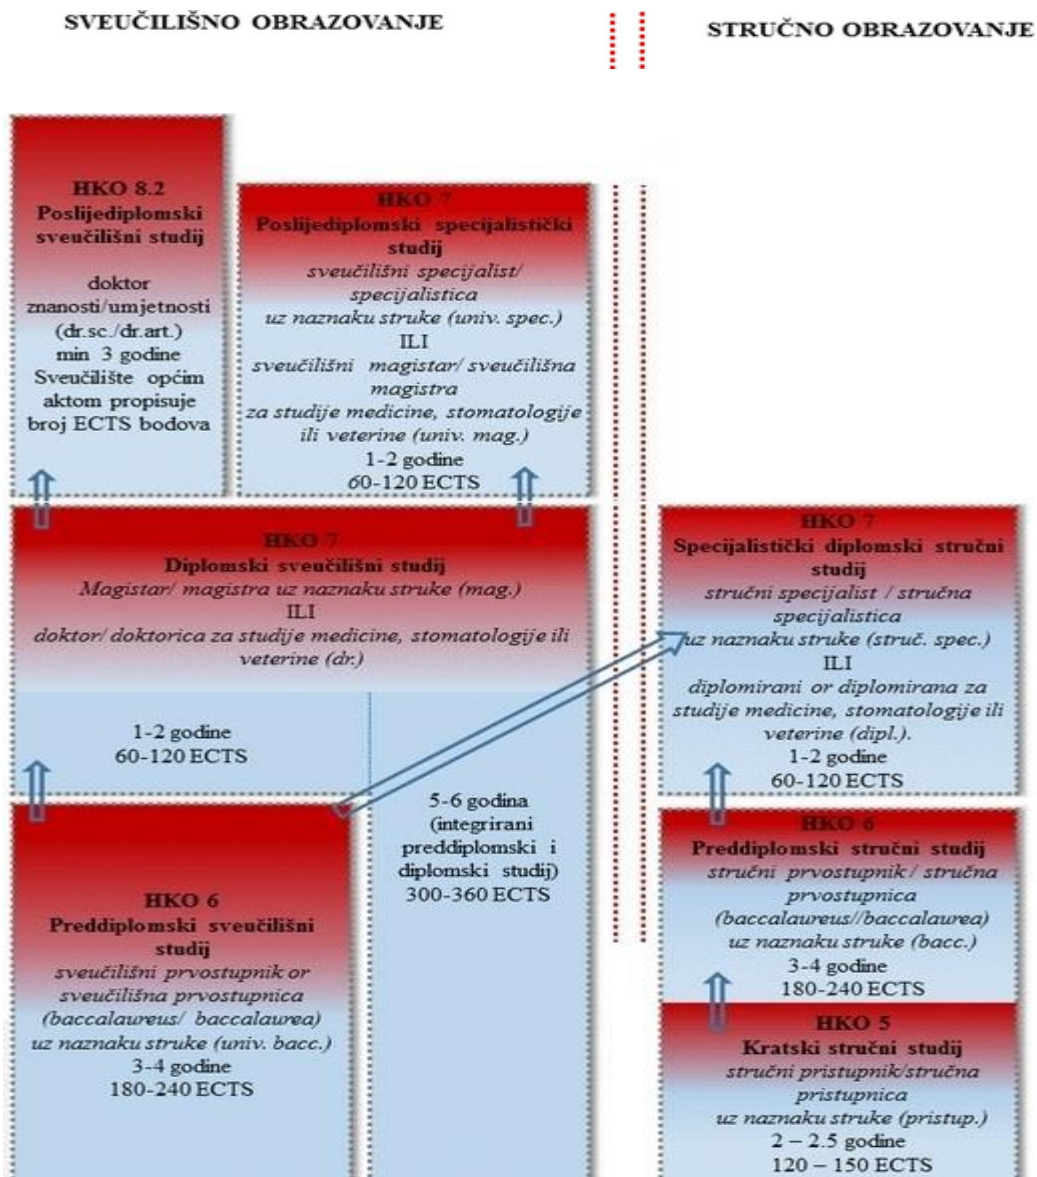 SVEUČILIŠNO OBRAZOVANJE
STRUČNO OBRAZOVANJE
HKO 8.2
Poslijediplomski
sveučilišni studij
doktor
znanosti/umjetnosti
(dr.sc./dr.art.)
min 3 godine
Sveučilište općim
aktom propisuje
broj ECTS bodova
HKO 7
Poslijediplomski specijalistički
studij
sveučilišni specijalist/
specijalistica
uz naznaku struke (univ. spec.)
ILI
sveučilišni magistar/ sveučilišna
magistra
za studije medicine, stomatologije
ili veterine (univ. mag.)
1-2 godine
60-120 ECTS
HKO 7
Diplomski sveučilišni studij
Magistar/ magistra uz naznaku struke (mag.)
ILI
doktor/ doktorica za studije medicine, stomatologije ili
veterine (dr.)
1-2 godine
60-120 ECTS
5-6 godina
(integrirani
preddiplomski i
diplomski studij)
300-360 ECTS
HKO 6
Preddiplomski sveučilišni
studij
sveučilišni prvostupnik or
sveučilišna prvostupnica
(baccalaureus/ baccalaurea)
uz naznaku struke (univ. bacc.)
3-4 godine
180-240 ECTS
HKO 7
Specijalistički diplomski stručni
studij
stručni specijalist / stručna
specijalistica
uz naznaku struke (struč. spec.)
ILI
diplomirani or diplomirana za
studije medicine, stomatologije ili
veterine (dipl.).
1-2 godine
60-120 ECTS
HKO 6
Preddiplomski stručni studij
stručni prvostupnik / stručna
prvostupnica
(baccalaureus//baccalaurea)
uz naznaku struke (bacc.)
3-4 godine
180-240 ECTS
HKO 5
Kratski stručni studij
stručni pristupnik/stručna
pristupnica
uz naznaku struke (pristup.)
2 – 2.5 godine
120 – 150 ECTS